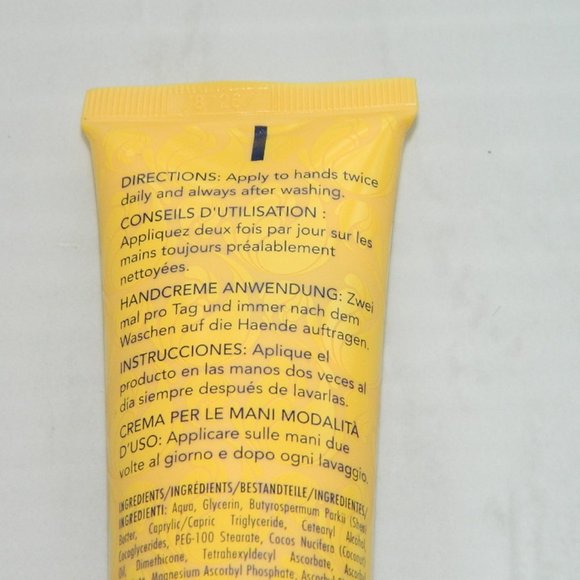 DIRECTIONS: Apply to hands twice
daily and always after washing.
CONSEILS D'UTILISATION :
Appliquez deux fois par jour sur les
mains toujours préalablement
nettoyées.
HANDCREME ANWENDUNG: Zwei
mal pro Tag und immer nach dem
Waschen auf die Haende auftragen.
INSTRUCCIONES: Aplique el
producto en las manos dos veces al
día siempre después de lavarlas.
CREMA PER LE MANI MODALITÀ
D'USO: Applicare sulle mani due
volte al giorno e dopo ogni lavaggio.
INGREDIENTS/INGRÉDIENTS/BESTANDTEILE/INGREDIENTES/
INGREDIENTI: Aqua, Glycerin, Butyrospermum Parkii (Shea)
Butter, Caprylic/Capric Triglyceride, Cetearyl Alcohol,
Cocoglycerides, PEG-100 Stearate, Cocos Nucifera (Coconut)
Oil, Dimethicone, Tetrahexyldecyl Ascorbate, Ascorbic
Magnesium Ascorbyl Phosphate,